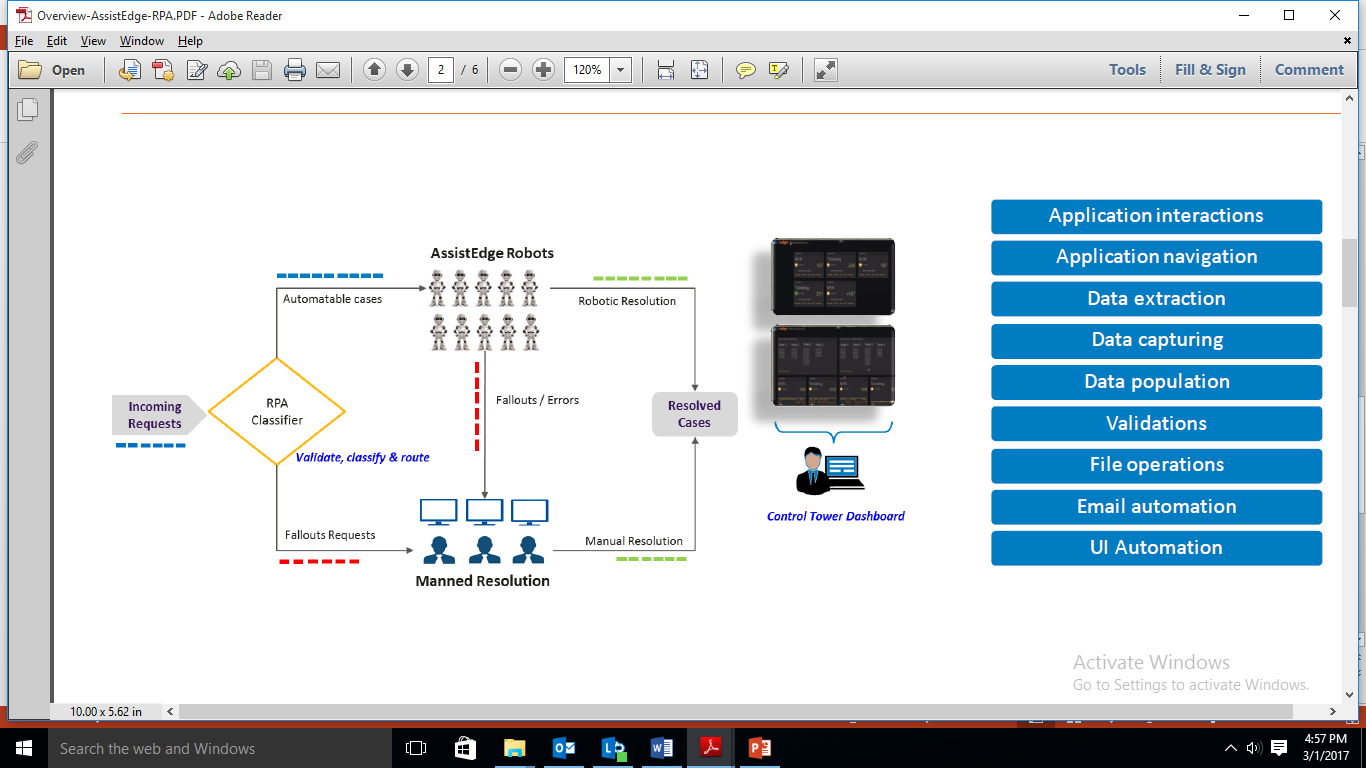 Overview-AssistEdge-RPA.PDF - Adobe Reader
File Edit View Window Help
Open
2 / 6
120%
Tools
Fill & Sign
Comment
AssistEdge Robots
Automatable cases
Robotic Resolution
RPA
Classifier
Incoming
Requests
Validate, classify & route
Fallouts / Errors
Resolved
Cases
Fallouts Requests
Manual Resolution
Manned Resolution
Control Tower Dashboard
Application interactions
Application navigation
Data extraction
Data capturing
Data population
Validations
File operations
Email automation
UI Automation
Activate Windows
Go to Settings to activate Windows.
10.00 x 5.62 in
Search the web and Windows
4:57 PM
3/1/2017